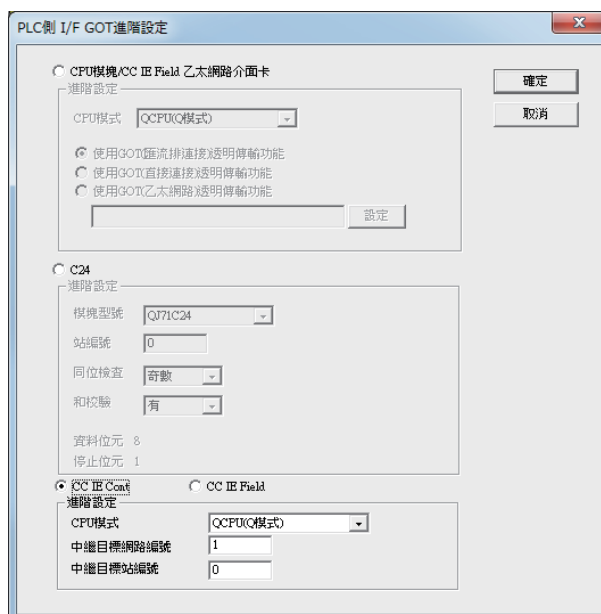 PLC側 I/F GOT進階設定
CPU模塊/CC IE Field 乙太網路介面卡
確定
進階設定
取消
CPU模式 QCPU(Q模式)
使用GOT(匯流排連接)透明傳輸功能
使用GOT(直接連接)透明傳輸功能
使用GOT(乙太網路)透明傳輸功能
設定
C24
進階設定
模塊型號 QJ71C24
站編號 0
同位檢查 奇數
和校驗 有
資料位元 8
停止位元 1
CC IE Cont CC IE Field
進階設定
CPU模式 QCPU(Q模式)
中繼目標網路編號 1
中繼目標站編號 0